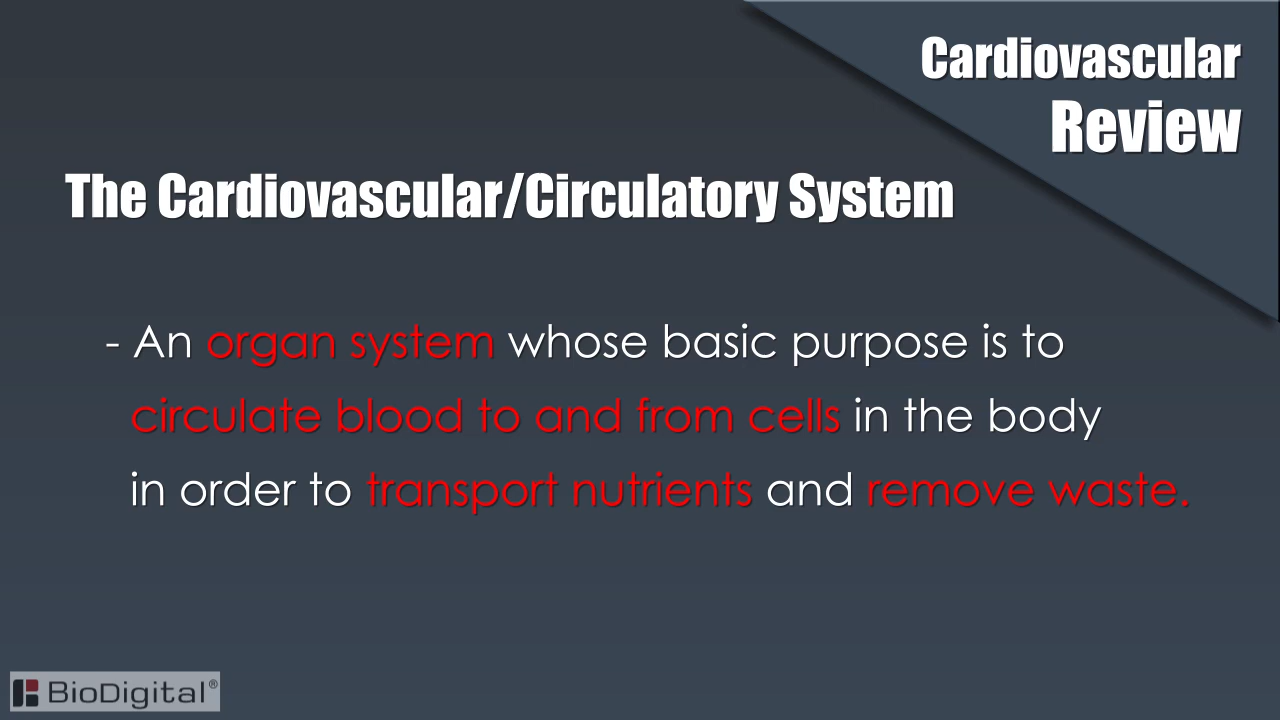 Cardiovascular
Review
The Cardiovascular/Circulatory System
- An organ system whose basic purpose is to
circulate blood to and from cells in the body
in order to transport nutrients and remove waste.
BioDigital®